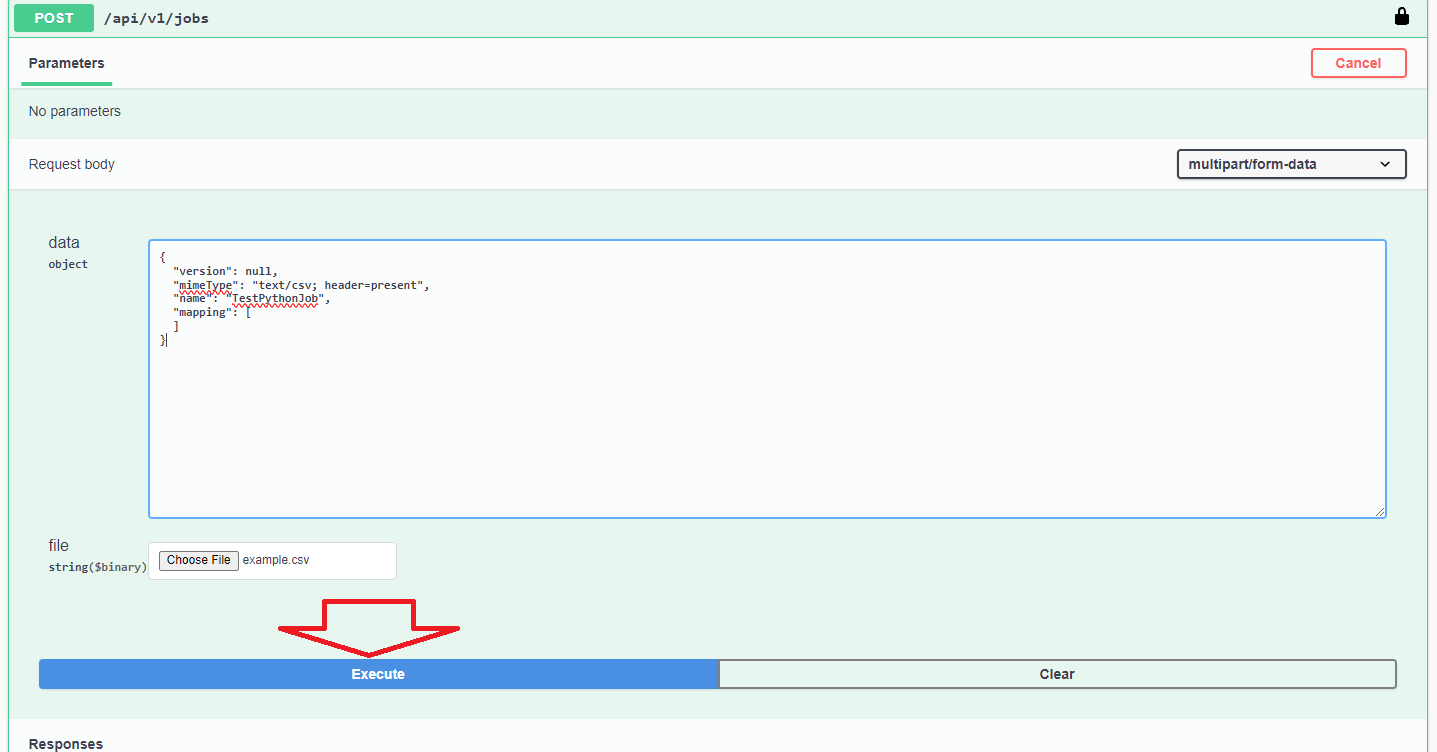 POST /api/v1/jobs
Parameters
Cancel
No parameters
Request body
multipart/form-data
data
object
{
"version": null,
"mimeType": "text/csv; header=present",
"name": "TestPythonJob",
"mapping": [
]
}
file
string($binary)
Choose File example.csv
Execute
Clear
Responses